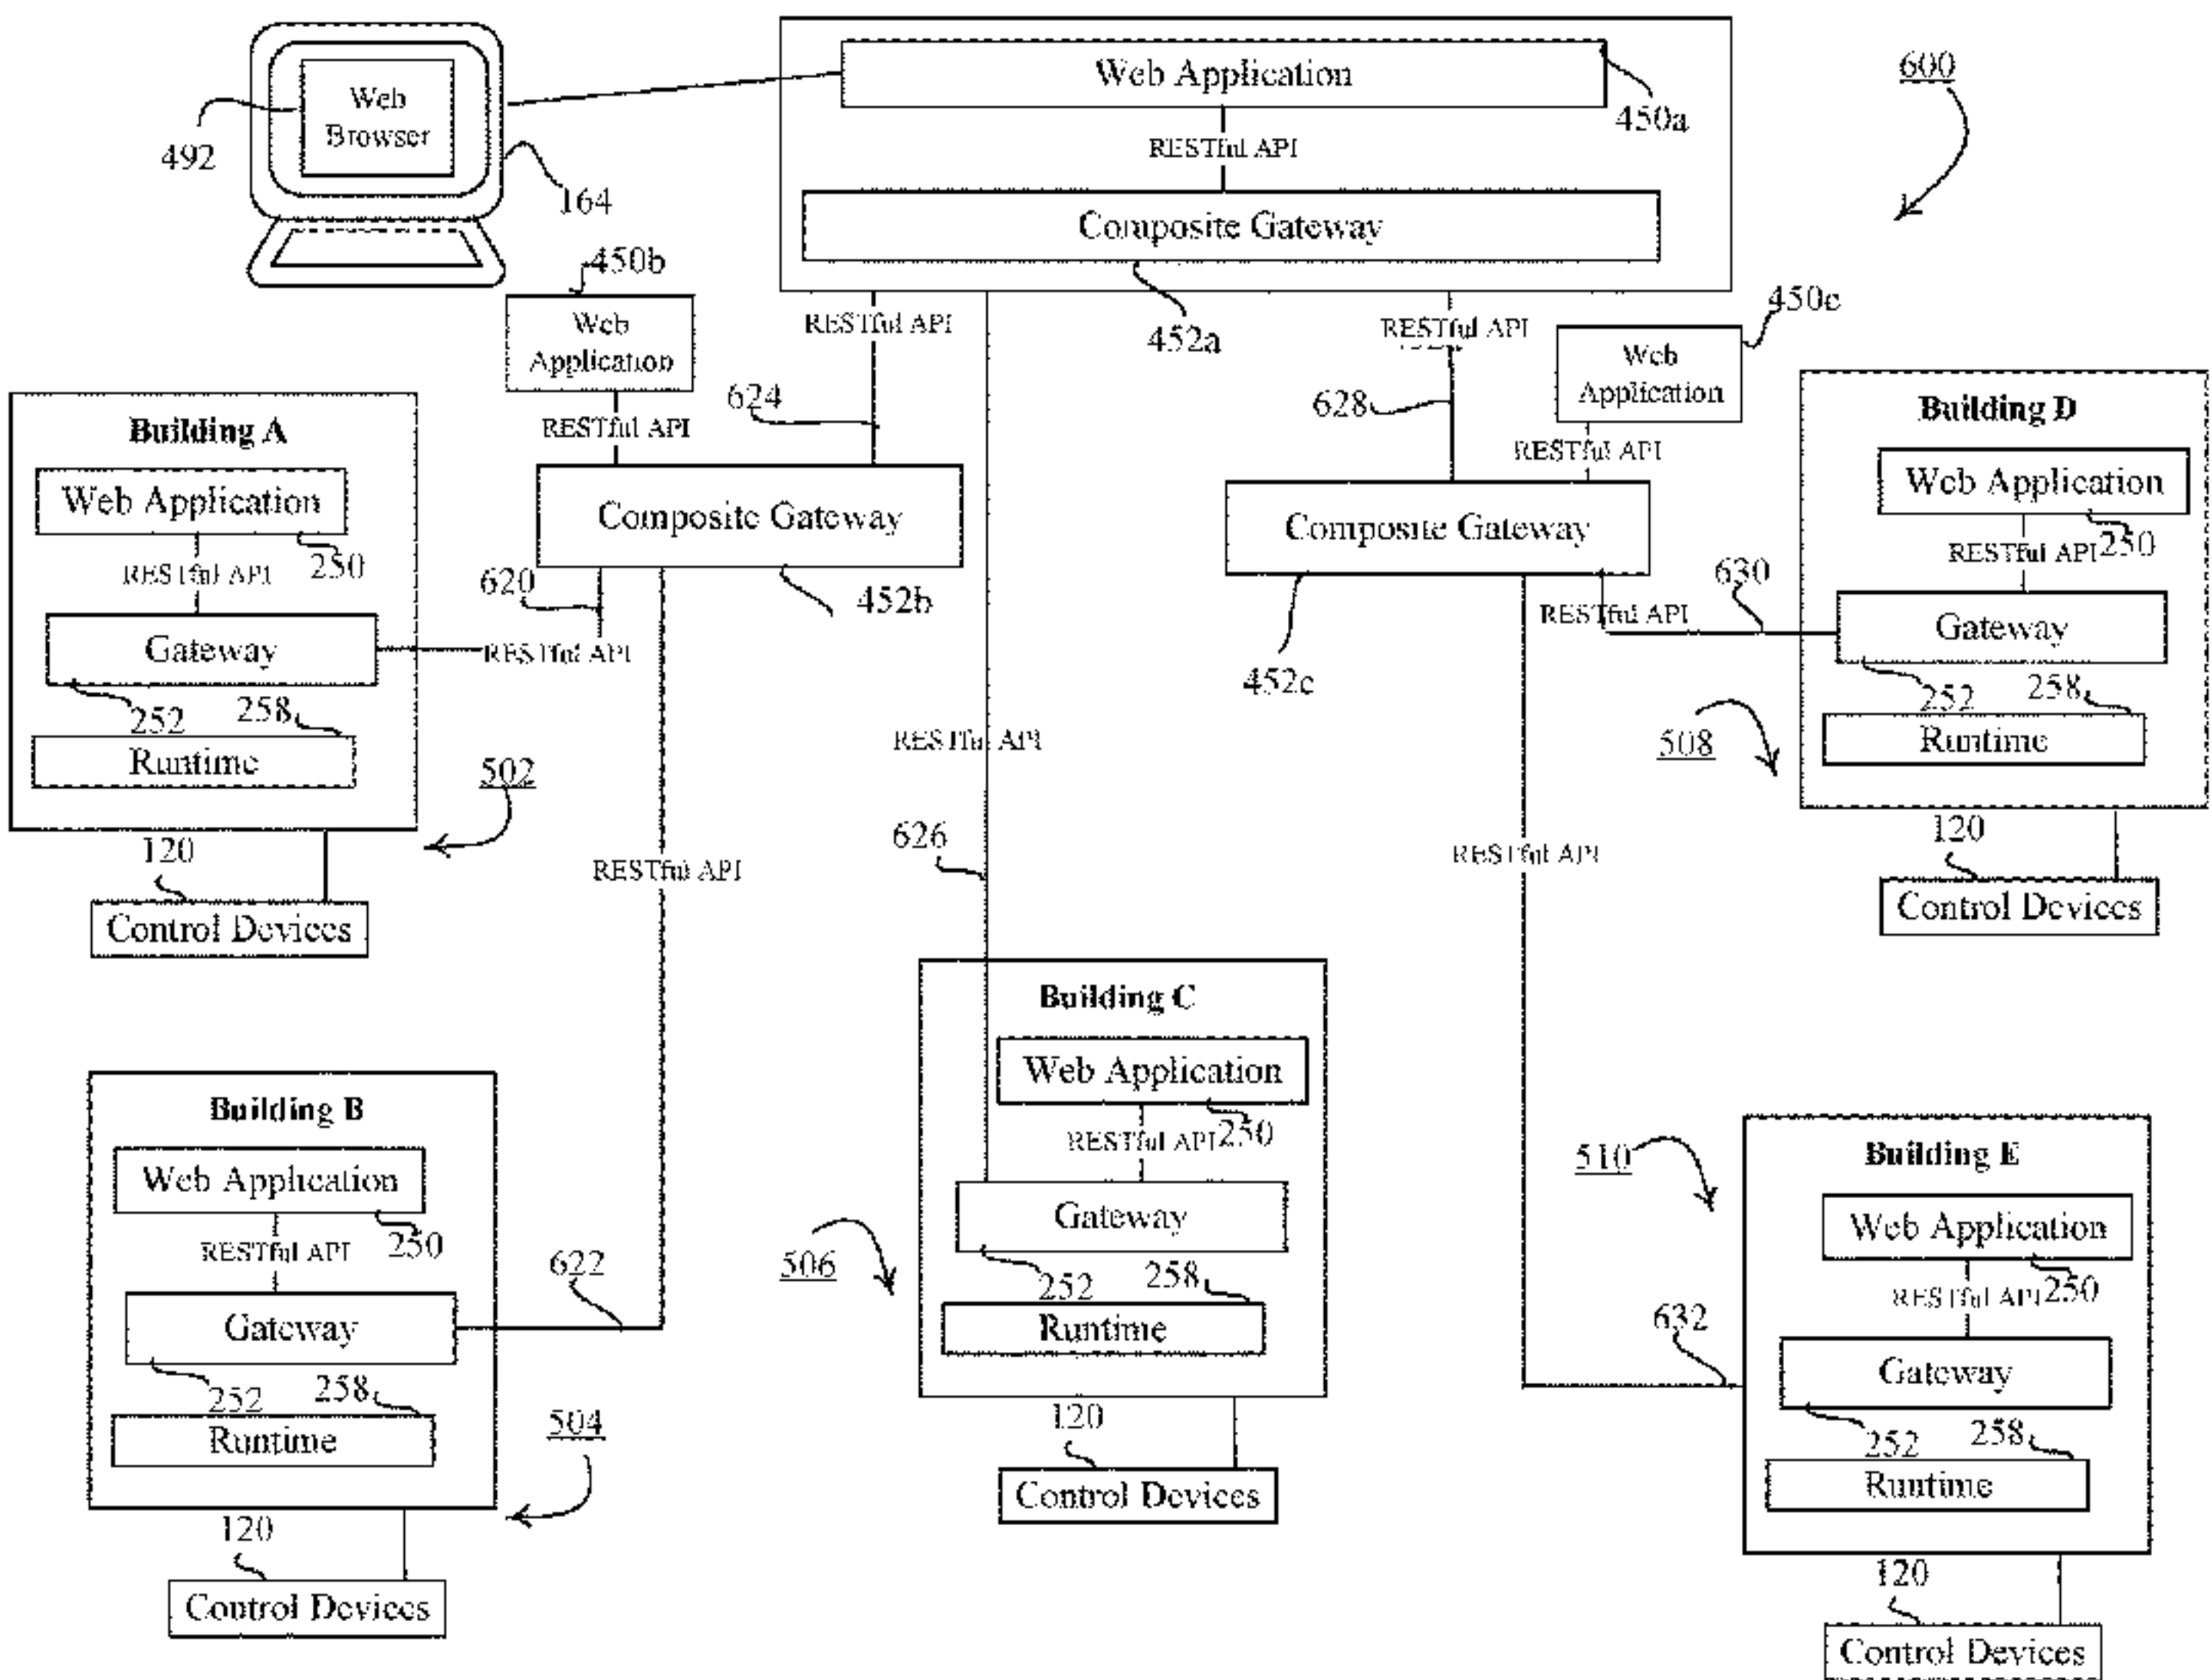 Web
Browser
492
164
Web Application
450a
RESTful API
Composite Gateway
452a
600
450b
Web
Application
RESTful API
RESTful API
624
Composite Gateway
452b
620
RESTful API
RESTful API
628
450c
Web
Application
RESTful API
Composite Gateway
452c
RESTful API
630
Building A
Web Application
250
RESTful API
Gateway
252
258
Runtime
502
120
Control Devices
Building D
Web Application
250
RESTful API
Gateway
252
258
Runtime
508
120
Control Devices
RESTful API
626
RESTful API
RESTful API
Building B
Web Application
250
RESTful API
Gateway
252
258
Runtime
622
504
120
Control Devices
Building C
Web Application
250
RESTful API
Gateway
252
258
Runtime
506
120
Control Devices
Building E
Web Application
250
RESTful API
Gateway
252
258
Runtime
510
632
120
Control Devices